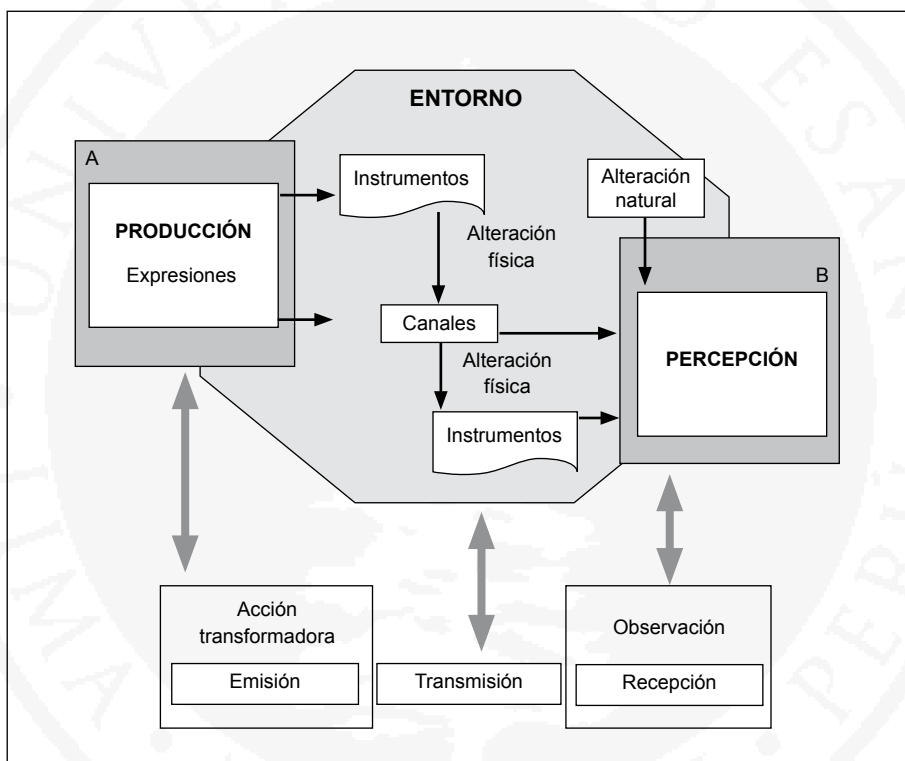 ENTORNO
A
PRODUCCIÓN
Expresiones
Instrumentos
Alteración
física
Canales
Alteración
física
Instrumentos
Alteración
natural
B
PERCEPCIÓN
Acción
transformadora
Emisión
Transmisión
Observación
Recepción